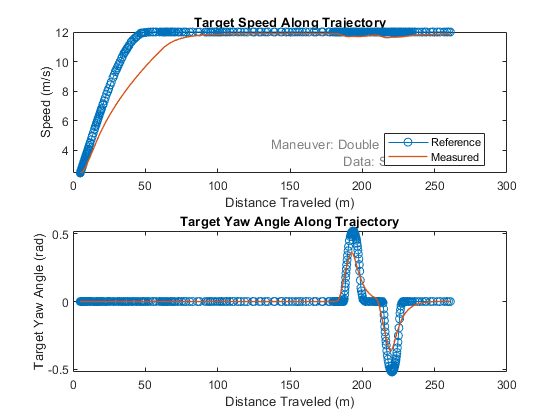 Target Speed Along Trajectory
12
10
8
6
4
Speed (m/s)
Maneuver: Double
Data:
Reference
Measured
0
50
100
150
200
250
300
Distance Traveled (m)
Target Yaw Angle Along Trajectory
0.5
0
-0.5
Target Yaw Angle (rad)
0
50
100
150
200
250
300
Distance Traveled (m)